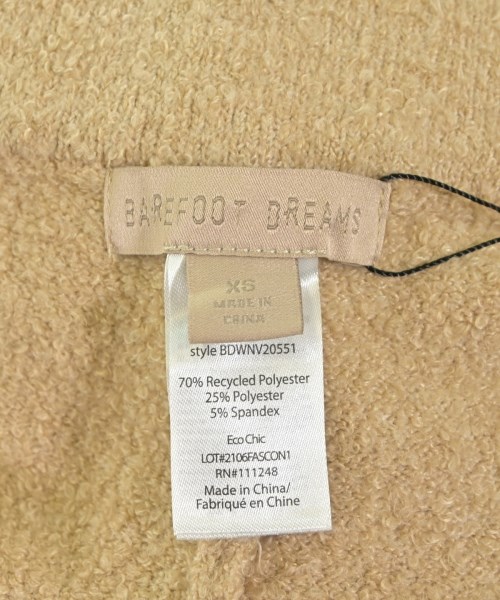 BAREFOOT DREAMS
XS
MADE IN
CHINA
style BDWNV20551
70% Recycled Polyester
25% Polyester
5% Spandex
Eco Chic
LOT#2106FASCON1
RN#111248
Made in China/
Fabriqué en Chine